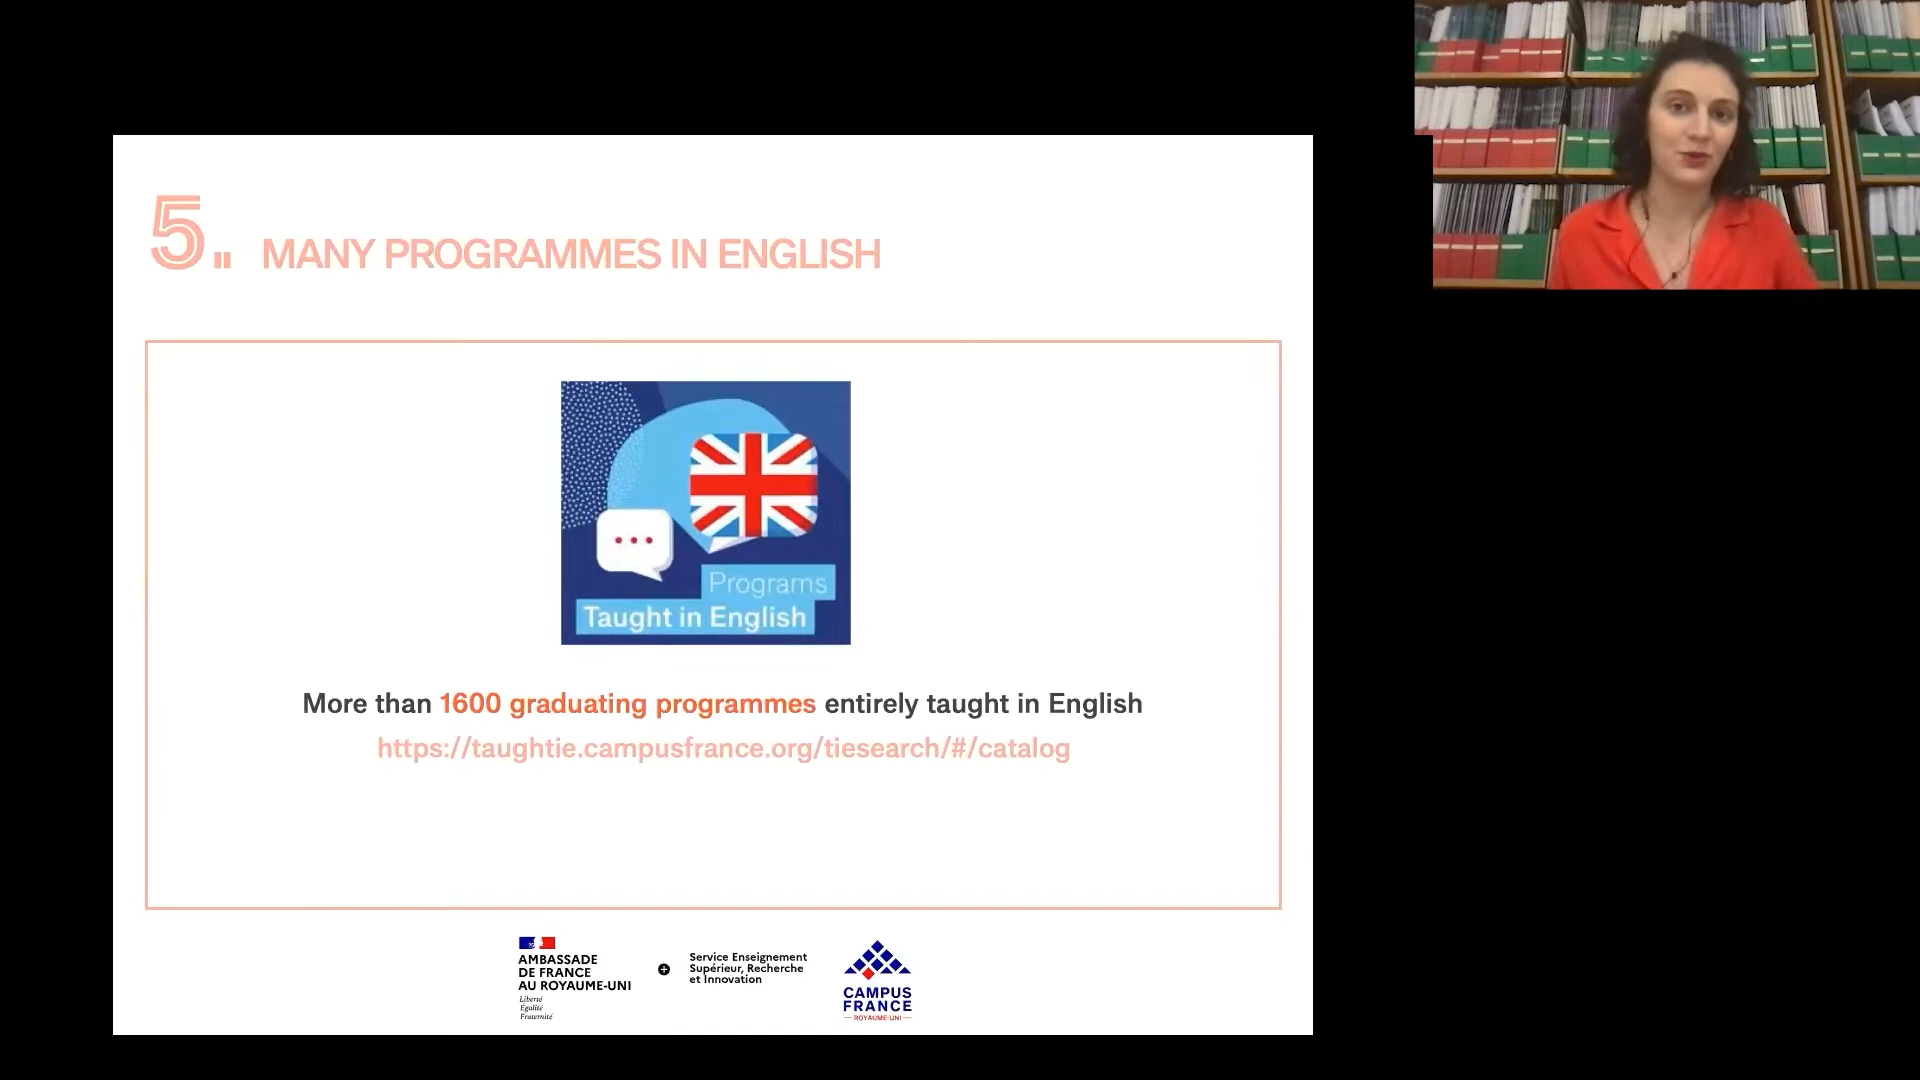 5. MANY PROGRAMMES IN ENGLISH
Programs
Taught in English
More than 1600 graduating programmes entirely taught in English
https://taughtie.campusfrance.org/tiesearch/#/catalog
AMBASSADE
DE FRANCE
AU ROYAUME-UNI
Liberté
Égalité
Fraternité
Service Enseignement
Supérieur, Recherche
et Innovation
CAMPUS
FRANCE
ROYAUME-UNI